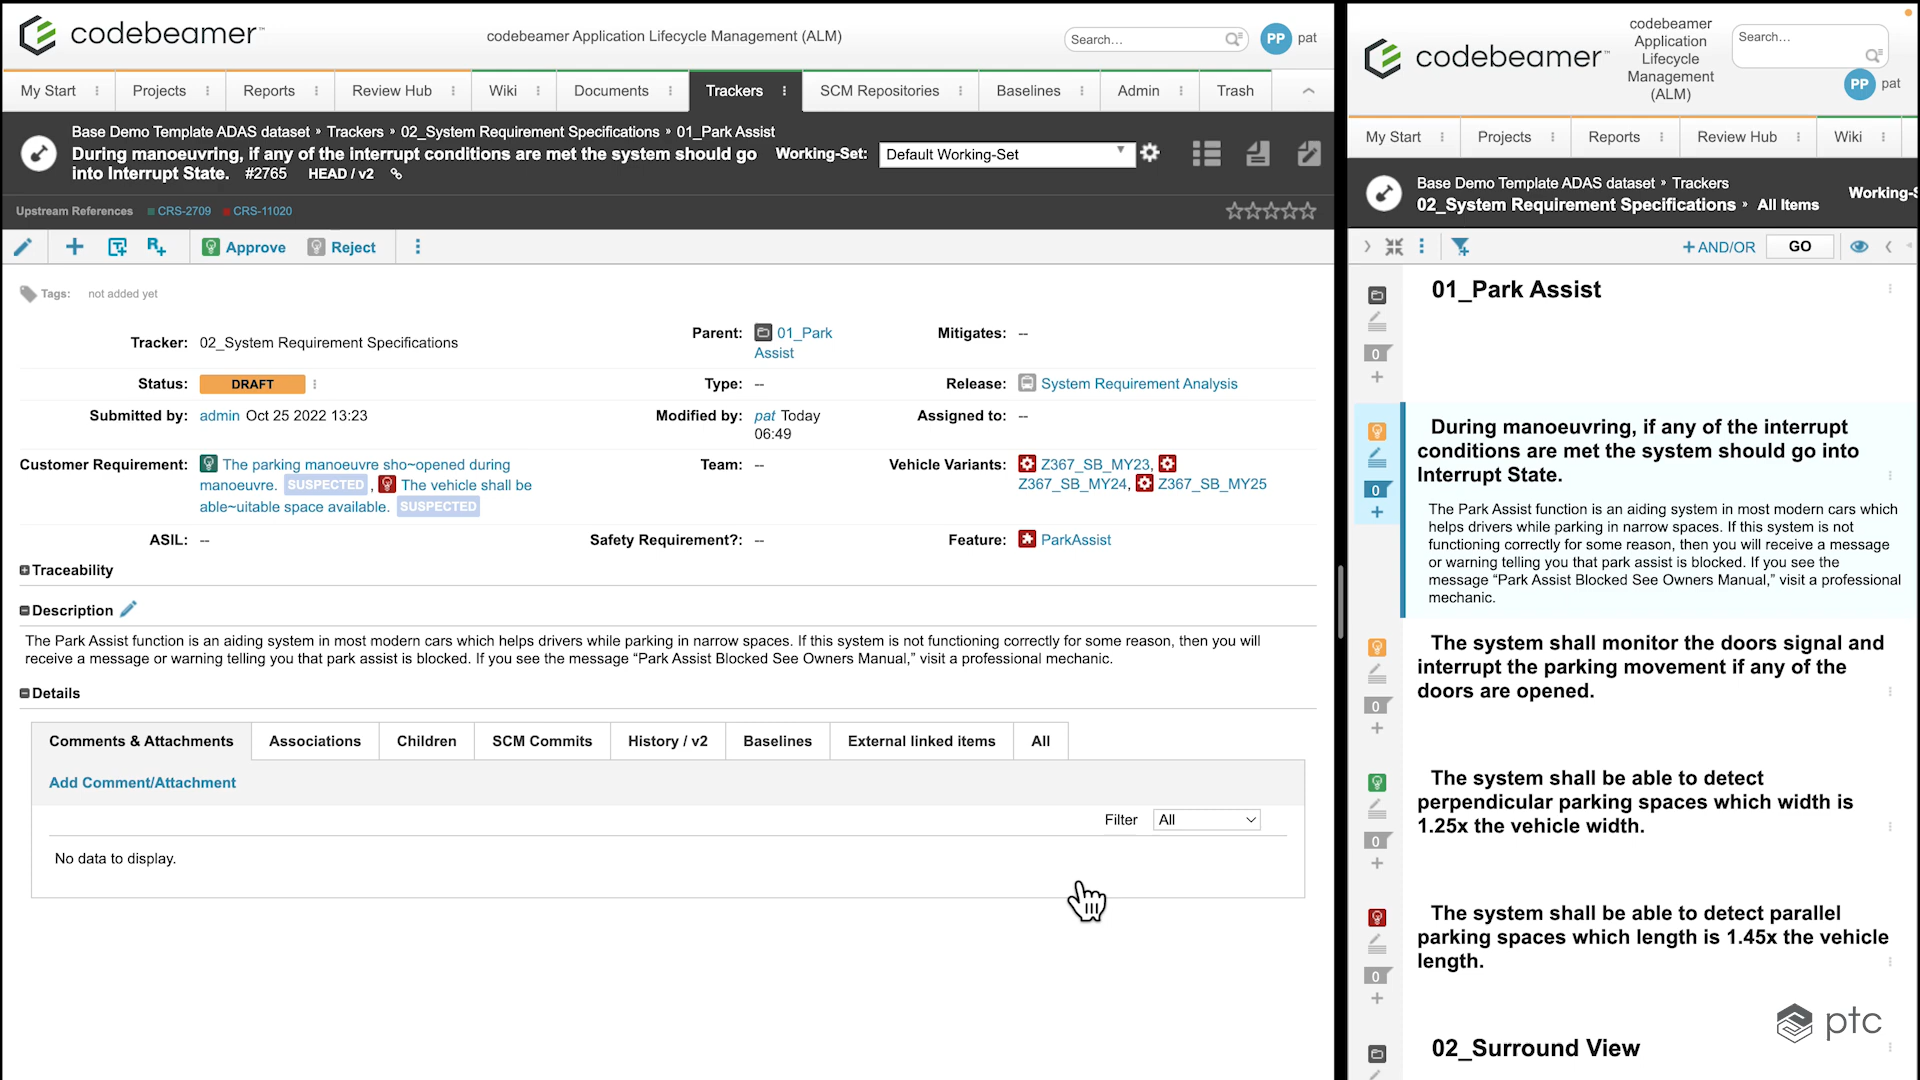 codebeamer™
codebeamer Application Lifecycle Management (ALM)
Search...
PP pat
My Start
Projects
Reports
Review Hub
Wiki
Documents
Trackers
SCM Repositories
Baselines
Admin
Trash
Base Demo Template ADAS dataset » Trackers » 02_System Requirement Specifications » 01_Park Assist
During manoeuvring, if any of the interrupt conditions are met the system should go
into Interrupt State. #2765 HEAD / v2
Working-Set: Default Working-Set
Upstream References CRS-2709 CRS-11020
Approve
Reject
Tags: not added yet
Tracker: 02_System Requirement Specifications
Parent: 01_Park
Assist
Mitigates: --
Status: DRAFT
Type: --
Release: System Requirement Analysis
Submitted by: admin Oct 25 2022 13:23
Modified by: pat Today
06:49
Assigned to: --
Customer Requirement: The parking manoeuvre sho~opened during
manoeuvre. SUSPECTED , The vehicle shall be
able~uitable space available. SUSPECTED
Team: --
Vehicle Variants: Z367_SB_MY23,
Z367_SB_MY24, Z367_SB_MY25
ASIL: --
Safety Requirement?: --
Feature: ParkAssist
Traceability
Description
The Park Assist function is an aiding system in most modern cars which helps drivers while parking in narrow spaces. If this system is not functioning correctly for some reason, then you will
receive a message or warning telling you that park assist is blocked. If you see the message “Park Assist Blocked See Owners Manual,” visit a professional mechanic.
Details
Comments & Attachments
Associations
Children
SCM Commits
History / v2
Baselines
External linked items
All
Add Comment/Attachment
Filter All
No data to display.
codebeamer™
codebeamer
Application
Lifecycle
Management
(ALM)
Search...
PP pat
My Start
Projects
Reports
Review Hub
Wiki
Base Demo Template ADAS dataset » Trackers
02_System Requirement Specifications » All Items
Working-S
+AND/OR
GO
01_Park Assist
0
During manoeuvring, if any of the interrupt
conditions are met the system should go into
Interrupt State.
0
The Park Assist function is an aiding system in most modern cars which
helps drivers while parking in narrow spaces. If this system is not
functioning correctly for some reason, then you will receive a message
or warning telling you that park assist is blocked. If you see the
message “Park Assist Blocked See Owners Manual,” visit a professional
mechanic.
The system shall monitor the doors signal and
interrupt the parking movement if any of the
doors are opened.
0
The system shall be able to detect
perpendicular parking spaces which width is
1.25x the vehicle width.
0
The system shall be able to detect parallel
parking spaces which length is 1.45x the vehicle
length.
0
ptc
02_Surround View